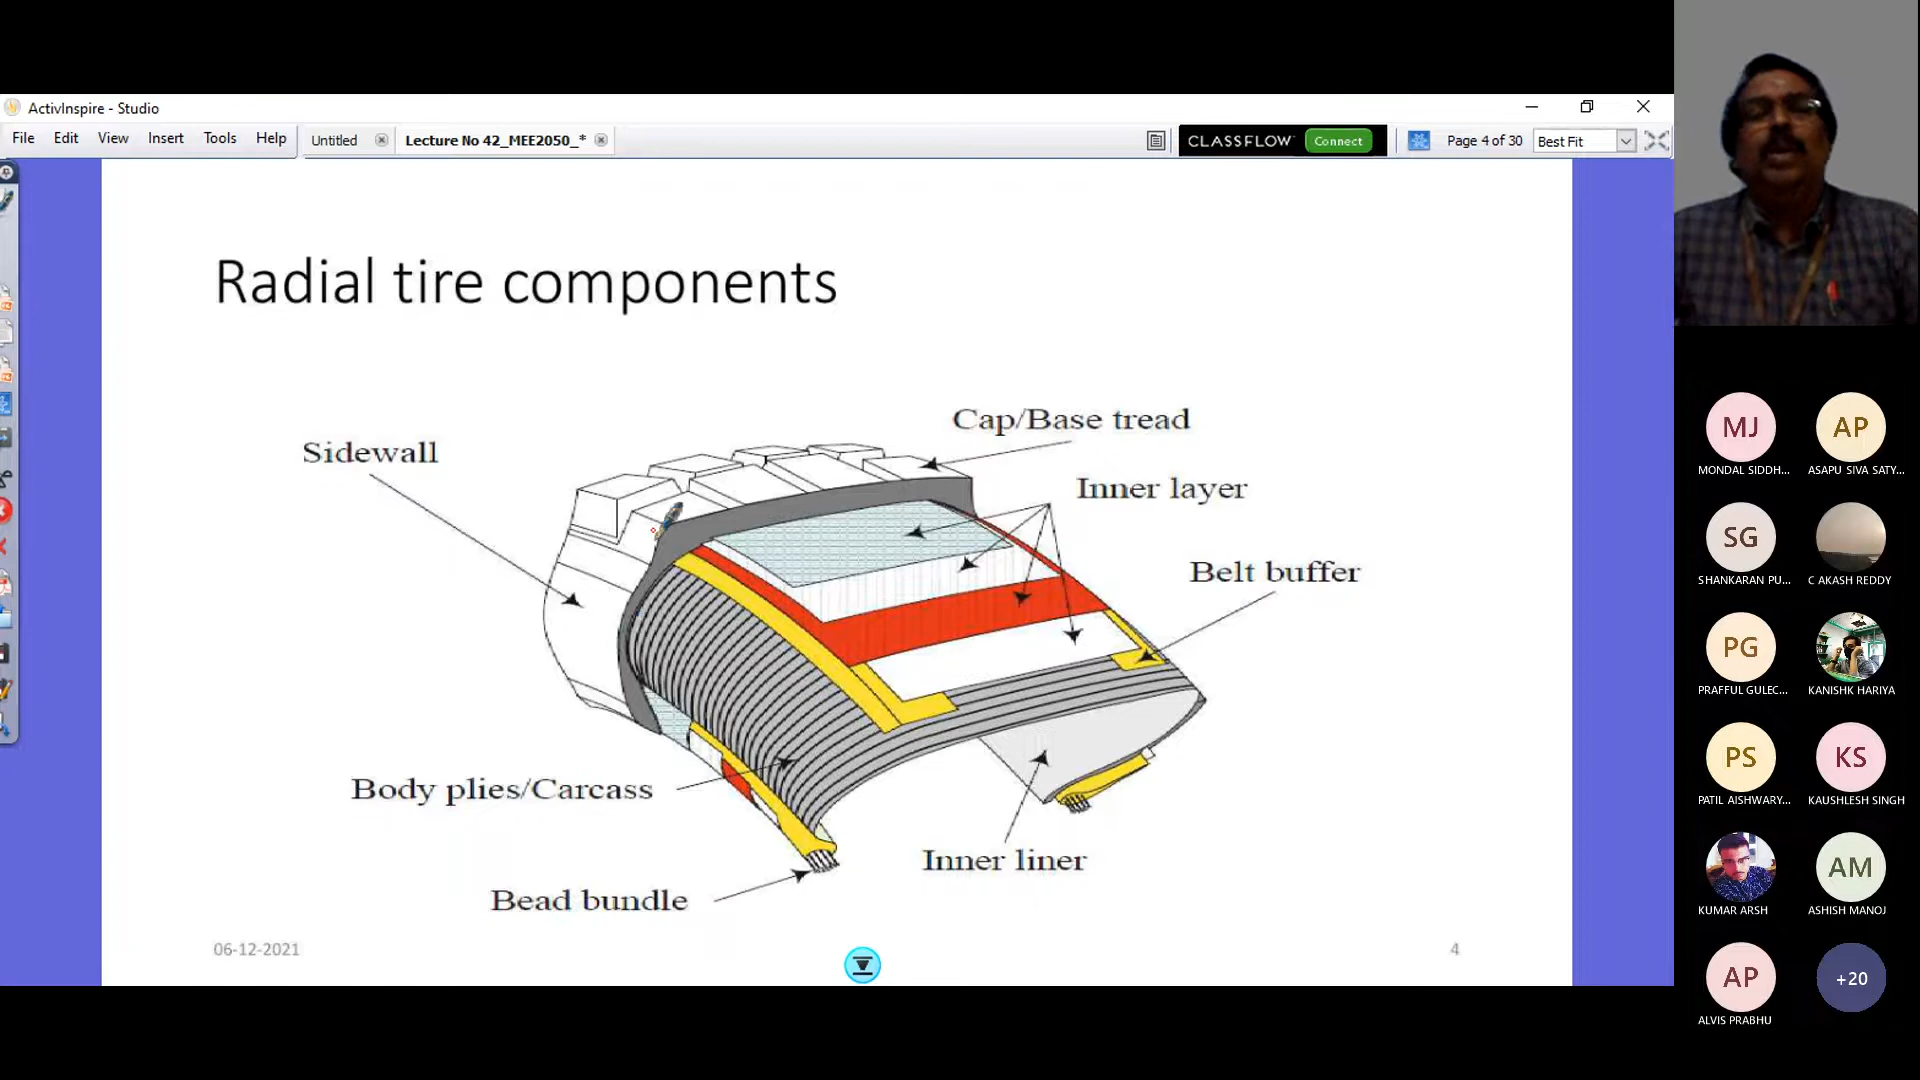 ActivInspire - Studio
File Edit View Insert Tools Help
Untitled
Lecture No 42_MEE2050_*
CLASSFLOW Connect
Page 4 of 30
Best Fit
Radial tire components
Cap/Base tread
Sidewall
Inner layer
Belt buffer
Body plies/Carcass
Inner liner
Bead bundle
06-12-2021
4
MJ
MONDAL SIDDH...
AP
ASAPU SIVA SATY...
SG
SHANKARAN PU...
C AKASH REDDY
PG
PRAFFUL GULEC...
KANISHK HARIYA
PS
PATIL AISHWARY...
KS
KAUSHLESH SINGH
KUMAR ARSH
AM
ASHISH MANOJ
AP
ALVIS PRABHU
+20